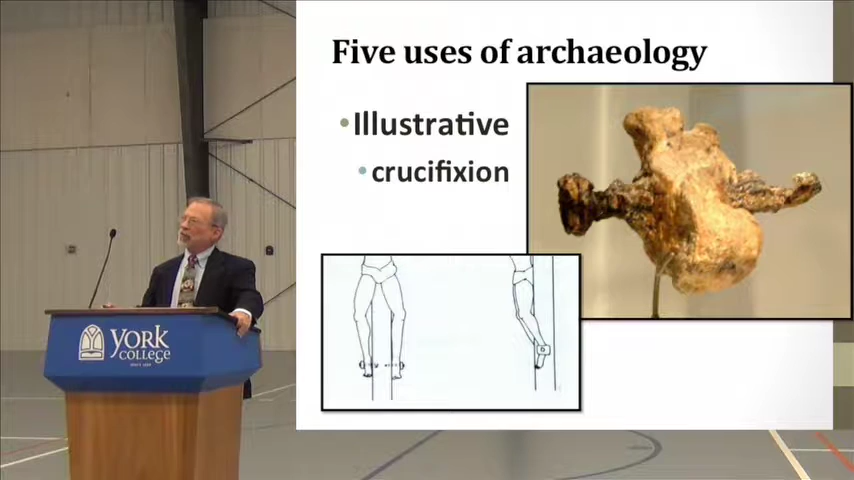 Five uses of archaeology
•Illustrative
•crucifixion
York
COLLEGE